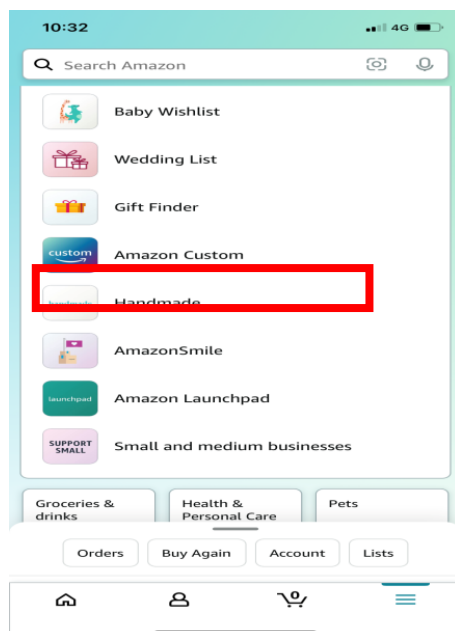 10:32
4G
Search Amazon
Baby Wishlist
Wedding List
Gift Finder
custom
Amazon Custom
handmade
Handmade
AmazonSmile
launchpad
Amazon Launchpad
SUPPORT
SMALL
Small and medium businesses
Groceries &
drinks
Health &
Personal Care
Pets
Orders
Buy Again
Account
Lists
0